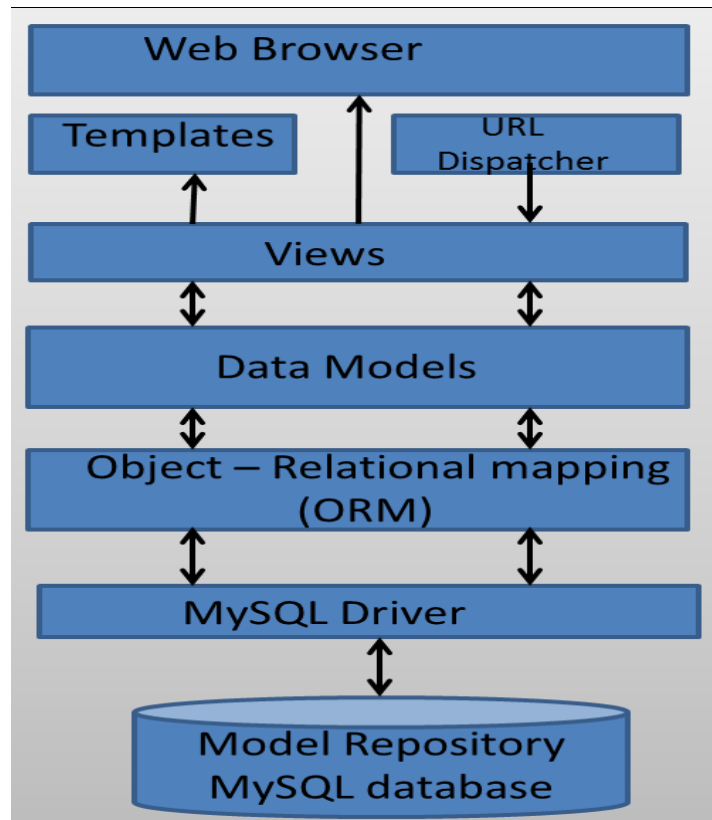 Web Browser
Templates
URL
Dispatcher
Views
Data Models
Object – Relational mapping
(ORM)
MySQL Driver
Model Repository
MySQL database